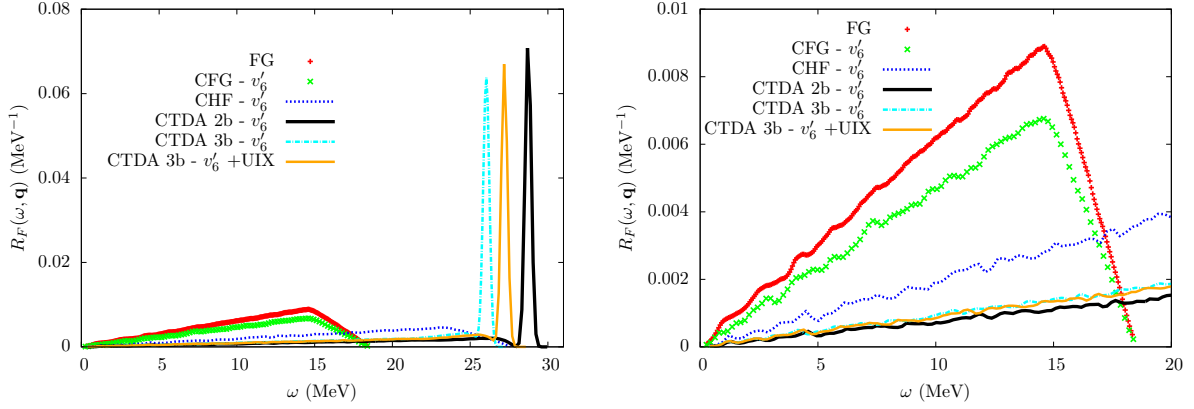 0.08
0.06
0.04
0.02
0
0 5 10 15 20 25 30
R_F(ω, q) (MeV⁻¹)
ω (MeV)
FG
CFG - v′₆
CHF - v′₆
CTDA 2b - v′₆
CTDA 3b - v′₆
CTDA 3b - v′₆ +UIX
0.01
0.008
0.006
0.004
0.002
0
0 5 10 15 20
R_F(ω, q) (MeV⁻¹)
ω (MeV)
FG
CFG - v′₆
CHF - v′₆
CTDA 2b - v′₆
CTDA 3b - v′₆
CTDA 3b - v′₆ +UIX